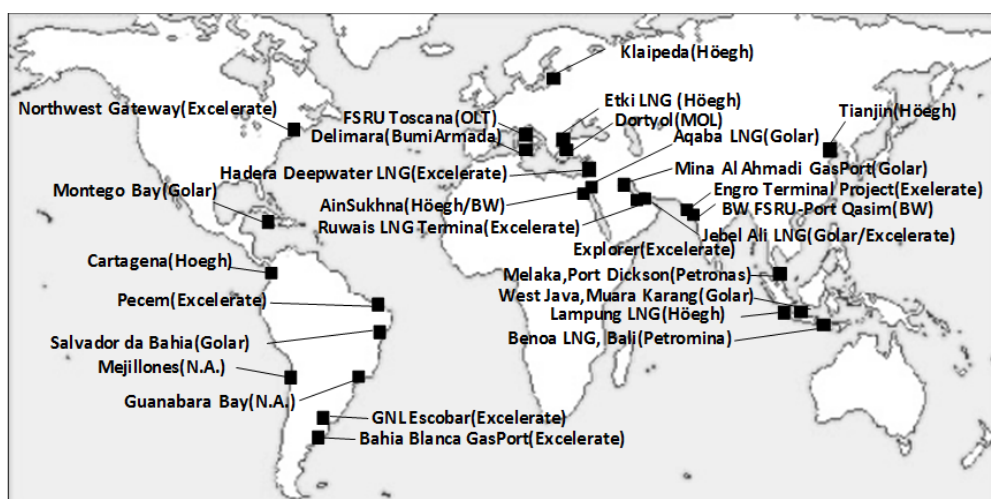 Klaipeda(Höegh)
Northwest Gateway(Excelerate)
FSRU Toscana(OLT)
Etki LNG (Höegh)
Tianjin(Höegh)
Delimara(BumiArmada)
Dortyol(MOL)
Aqaba LNG(Golar)
Hadera Deepwater LNG(Excelerate)
Mina Al Ahmadi GasPort(Golar)
Montego Bay(Golar)
AinSukhna(Höegh/BW)
Engro Terminal Project(Exelerate)
BW FSRU-Port Qasim(BW)
Ruwais LNG Termina(Excelerate)
Jebel Ali LNG(Golar/Excelerate)
Explorer(Excelerate)
Cartagena(Hoegh)
Melaka,Port Dickson(Petronas)
Pecem(Excelerate)
West Java,Muara Karang(Golar)
Lampung LNG(Höegh)
Salvador da Bahia(Golar)
Benoa LNG, Bali(Petromina)
Mejillones(N.A.)
Guanabara Bay(N.A.)
GNL Escobar(Excelerate)
Bahia Blanca GasPort(Excelerate)